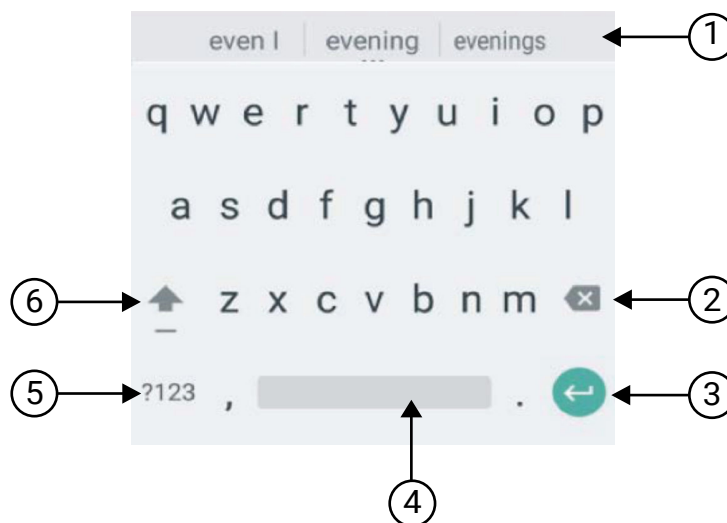 even I evening evenings
1
q w e r t y u i o p
a s d f g h j k l
6
z x c v b n m
2
5
?123 , .
3
4